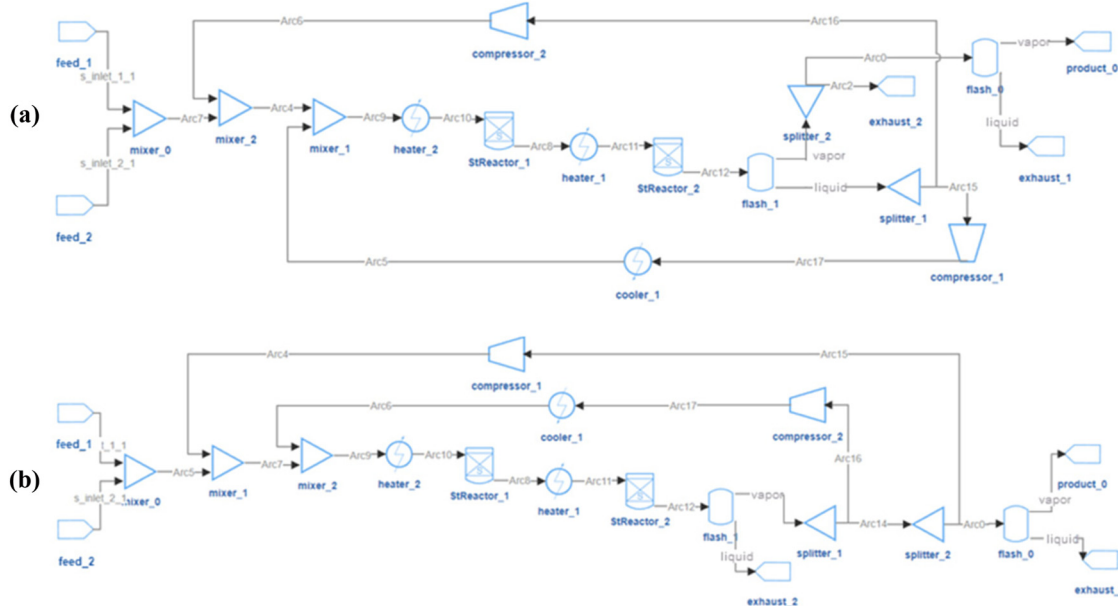 (a)
Arc6
Arc16
compressor_2
feed_1
s_inlet_1_1
s_inlet_2_1
feed_2
Arc7
mixer_0
mixer_2
Arc4
mixer_1
Arc9
heater_2
Arc10
StReactor_1
Arc8
heater_1
Arc11
StReactor_2
Arc12
flash_1
vapor
liquid
splitter_2
Arc0
Arc2
exhaust_2
flash_0
vapor
product_0
liquid
exhaust_1
splitter_1
Arc15
compressor_1
Arc17
cooler_1
Arc5
(b)
Arc4
Arc15
compressor_1
feed_1
t_1_1
s_inlet_2_1
feed_2
mixer_0
Arc5
mixer_1
Arc7
mixer_2
Arc6
cooler_1
Arc17
compressor_2
Arc16
Arc9
heater_2
Arc10
StReactor_1
Arc8
heater_1
Arc11
StReactor_2
Arc12
flash_1
vapor
liquid
exhaust_2
splitter_1
Arc14
splitter_2
Arc0
flash_0
vapor
product_0
liquid
exhaust_